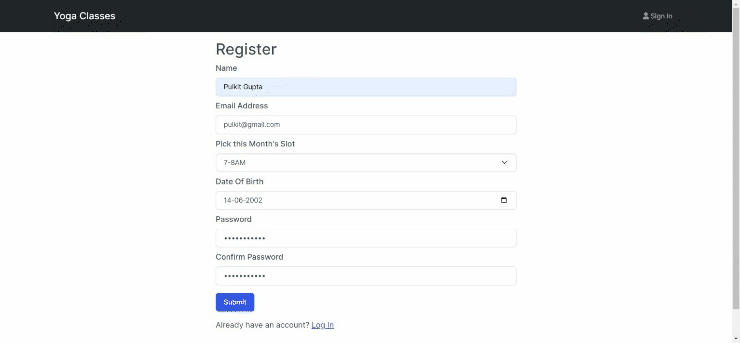 Yoga Classes
Sign In
Register
Name
Pulkit Gupta
Email Address
pulkit@gmail.com
Pick this Month's Slot
7-8AM
Date Of Birth
14-06-2002
Password
•••••••••••
Confirm Password
•••••••••••
Submit
Already have an account? Log In